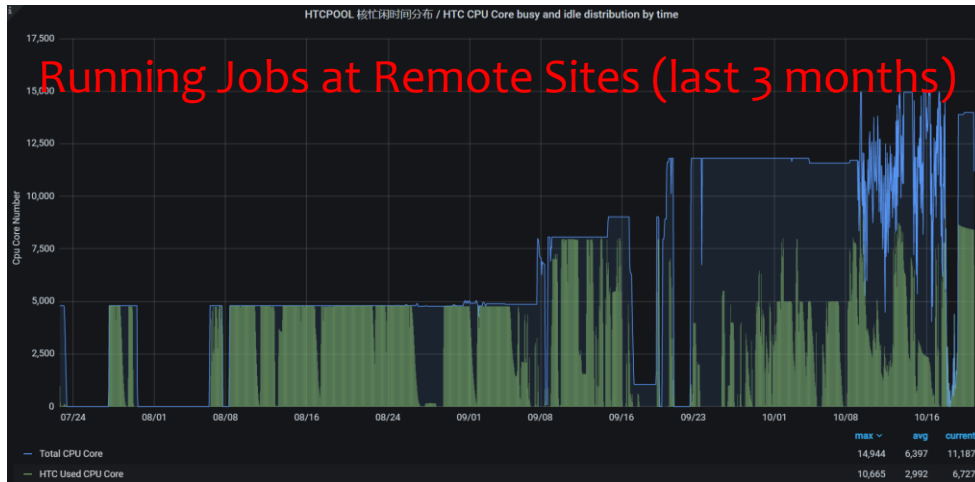 HTCPOOL 核忙闲时间分布 / HTC CPU Core busy and idle distribution by time
Running Jobs at Remote Sites (last 3 months)
Cpu Core Number
17,500
15,000
12,500
10,000
7,500
5,000
2,500
0
07/24 08/01 08/08 08/16 08/24 09/01 09/08 09/16 09/23 10/01 10/08 10/16
max avg current
Total CPU Core 14,944 6,397 11,187
HTC Used CPU Core 10,665 2,992 6,727